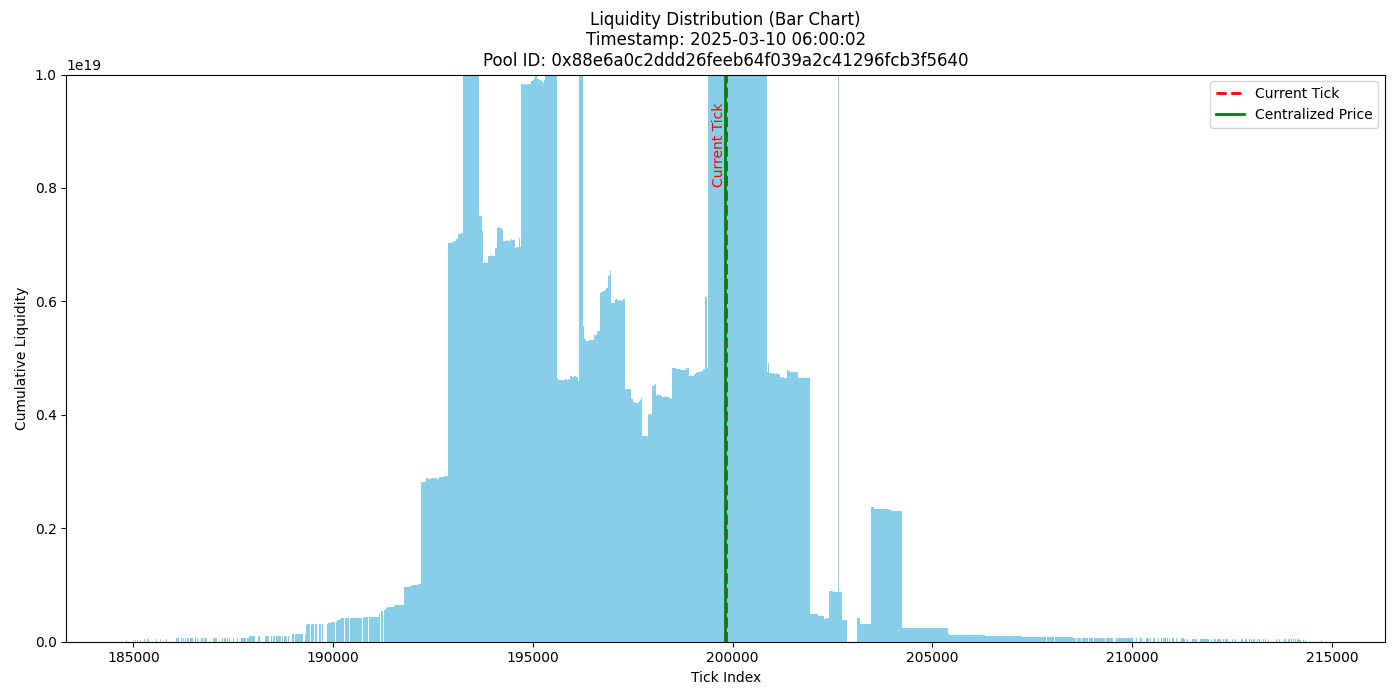 Liquidity Distribution (Bar Chart)
Timestamp: 2025-03-10 06:00:02
Pool ID: 0x88e6a0c2ddd26feeb64f039a2c41296fcb3f5640
1e19
1.0
0.8
0.6
0.4
0.2
0.0
Cumulative Liquidity
Current Tick
Current Tick
Centralized Price
185000
190000
195000
200000
205000
210000
215000
Tick Index